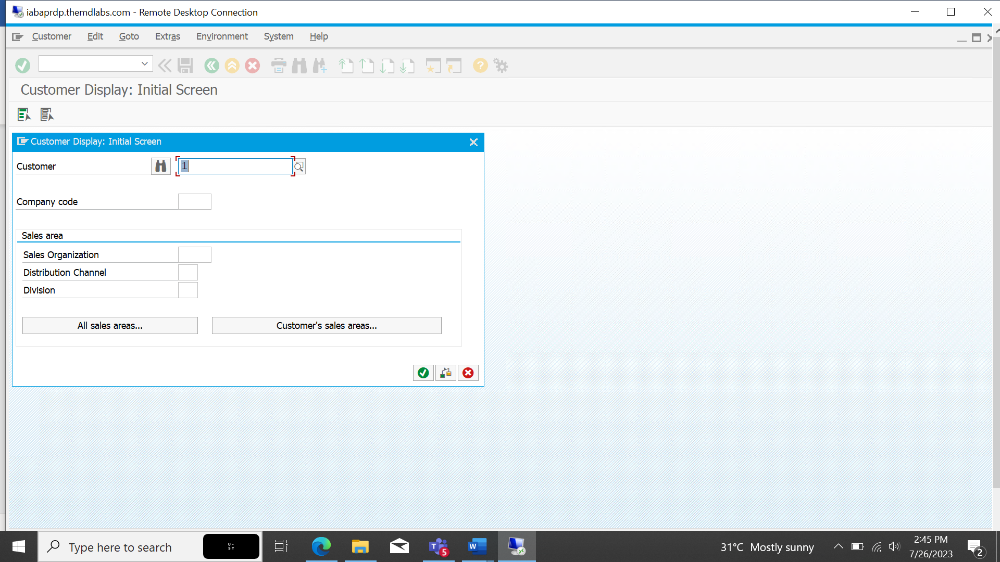 iabaprdp.themdlabs.com - Remote Desktop Connection
Customer Edit Goto Extras Environment System Help
Customer Display: Initial Screen
Customer Display: Initial Screen
Customer 1
Company code
Sales area
Sales Organization
Distribution Channel
Division
All sales areas... Customer's sales areas...
Type here to search
U ST
T 5
W
31°C Mostly sunny
2:45 PM
7/26/2023
2